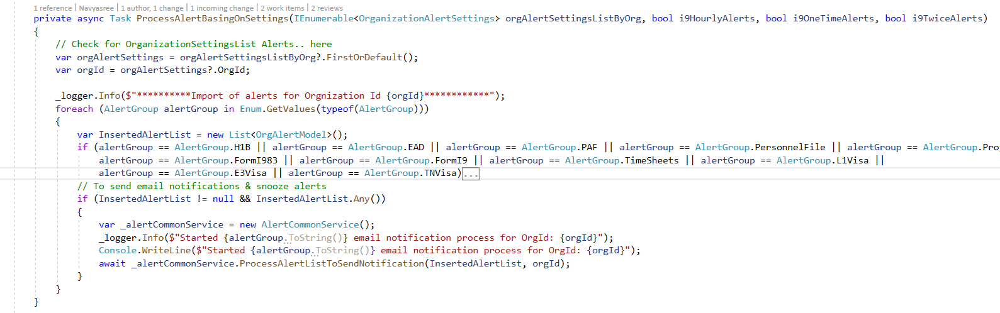 1 reference | Navyasree | 1 author, 1 change | 1 incoming change | 2 work items | 2 reviews
private async Task ProcessAlertBasingOnSettings(IEnumerable<OrganizationAlertSettings> orgAlertSettingsListByOrg, bool i9HourlyAlerts, bool i9OneTimeAlerts, bool i9TwiceAlerts)
{
// Check for OrganizationSettingsList Alerts.. here
var orgAlertSettings = orgAlertSettingsListByOrg?.FirstOrDefault();
var orgId = orgAlertSettings?.OrgId;
_logger.Info($"**********Import of alerts for Orgnization Id {orgId}************");
foreach (AlertGroup alertGroup in Enum.GetValues(typeof(AlertGroup)))
{
var InsertedAlertList = new List<OrgAlertModel>();
if (alertGroup == AlertGroup.H1B || alertGroup == AlertGroup.EAD || alertGroup == AlertGroup.PAF || alertGroup == AlertGroup.PersonnelFile || alertGroup == AlertGroup.Pro
alertGroup == AlertGroup.FormI983 || alertGroup == AlertGroup.FormI9 || alertGroup == AlertGroup.TimeSheets || alertGroup == AlertGroup.L1Visa ||
alertGroup == AlertGroup.E3Visa || alertGroup == AlertGroup.TNVisa)...
// To send email notifications & snooze alerts
if (InsertedAlertList != null && InsertedAlertList.Any())
{
var _alertCommonService = new AlertCommonService();
_logger.Info($"Started {alertGroup.ToString()} email notification process for OrgId: {orgId}");
Console.WriteLine($"Started {alertGroup.ToString()} email notification process for OrgId: {orgId}");
await _alertCommonService.ProcessAlertListToSendNotification(InsertedAlertList, orgId);
}
}
}